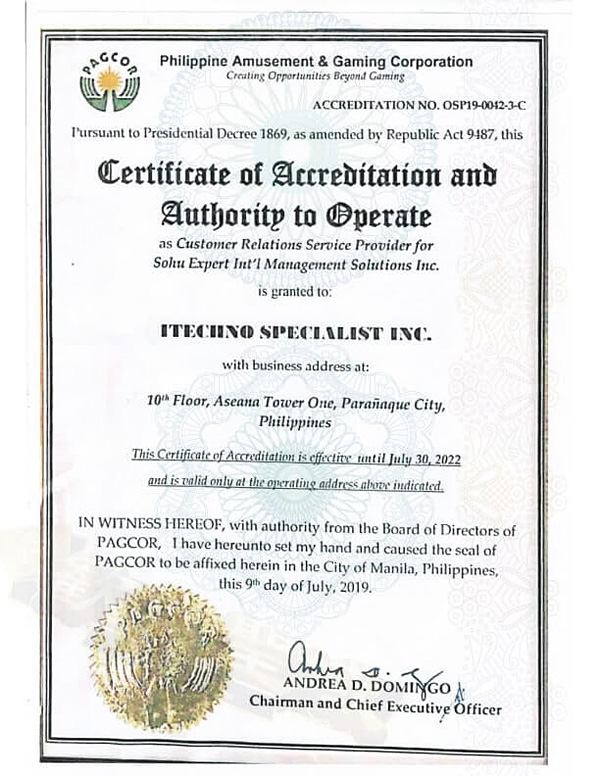 PAGCOR
Philippine Amusement & Gaming Corporation
Creating Opportunities Beyond Gaming
ACCREDITATION NO. OSP19-0042-3-C
Pursuant to Presidential Decree 1869, as amended by Republic Act 9487, this
Certificate of Accreditation and
Authority to Operate
as Customer Relations Service Provider for
Sohu Expert Int'l Management Solutions Inc.
is granted to:
ITECHNO SPECIALIST INC.
with business address at:
10th Floor, Aseana Tower One, Parañaque City,
Philippines
This Certificate of Accreditation is effective until July 30, 2022
and is valid only at the operating address above indicated.
IN WITNESS HEREOF, with authority from the Board of Directors of
PAGCOR, I have hereunto set my hand and caused the seal of
PAGCOR to be affixed herein in the City of Manila, Philippines,
this 9th day of July, 2019.
PAGCOR
ANDREA D. DOMINGO
Chairman and Chief Executive Officer